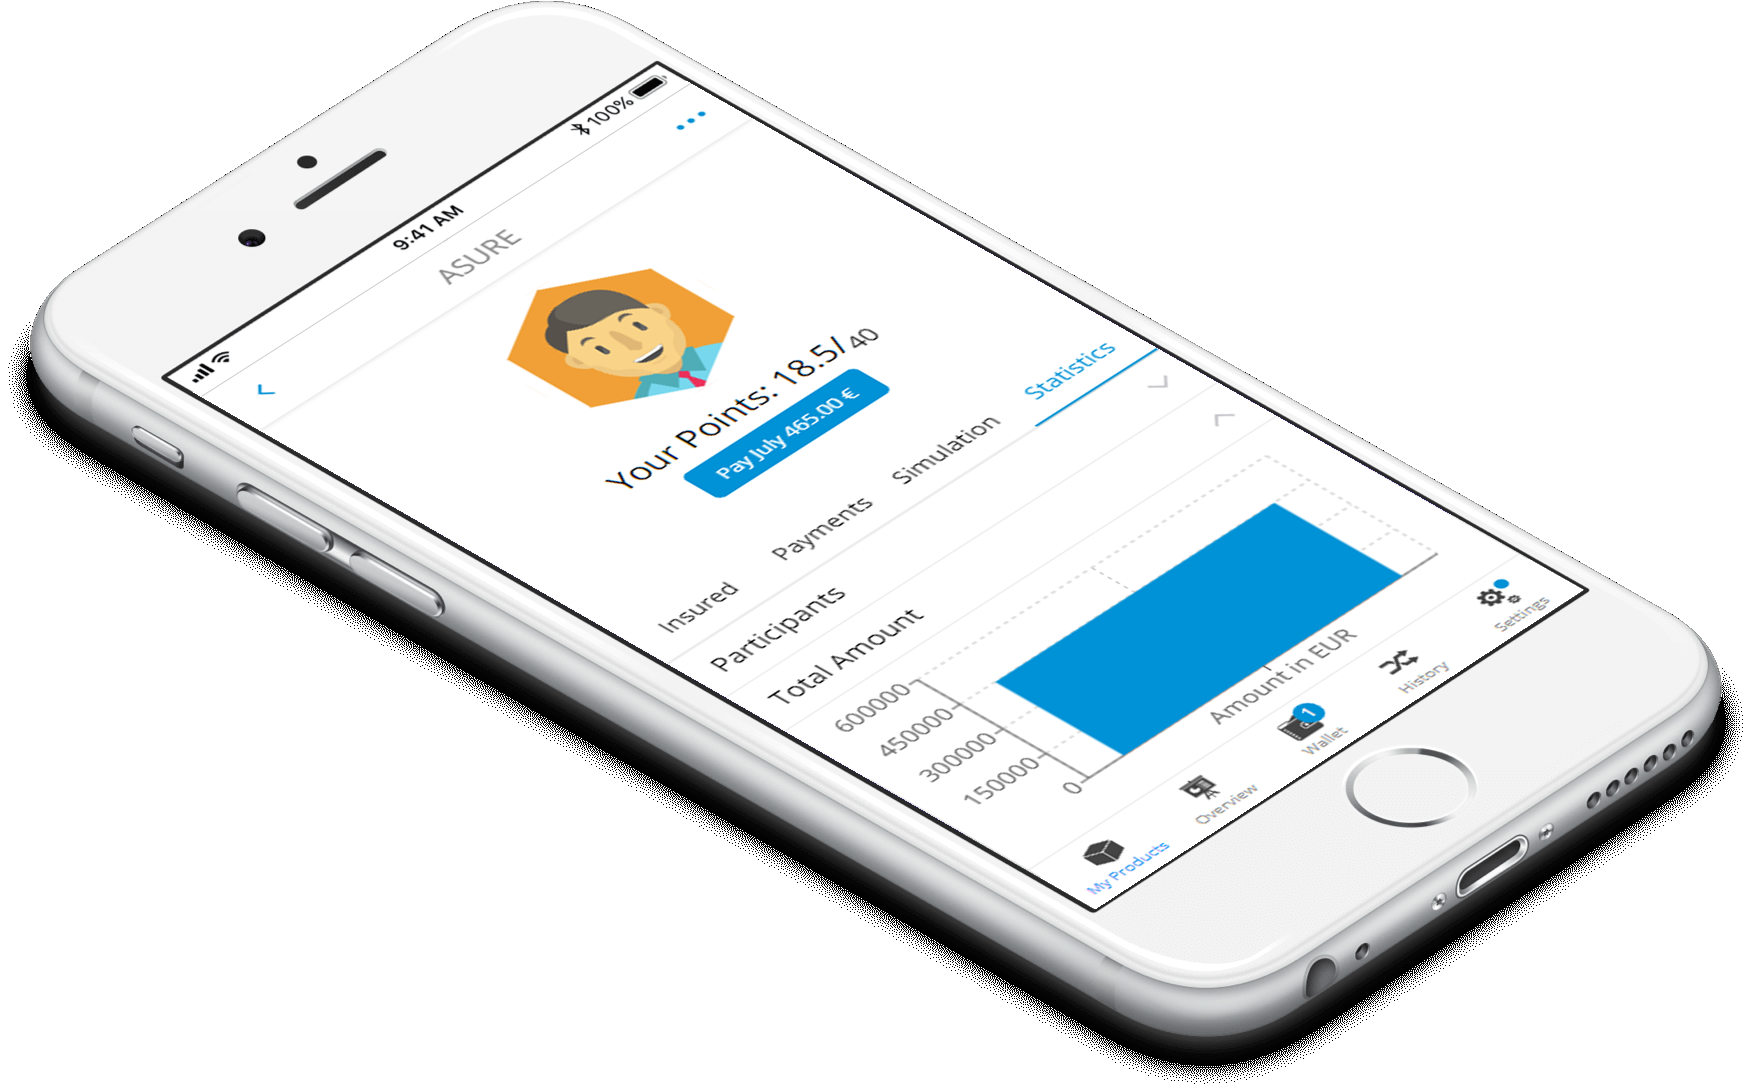 9:41 AM
100%
ASURE
Your Points: 18.5/40
Pay July 465.00 €
Insured
Payments
Simulation
Statistics
Participants
Total Amount
600000
450000
300000
150000
0
Amount in EUR
My Products
Overview
1
Wallet
History
Settings